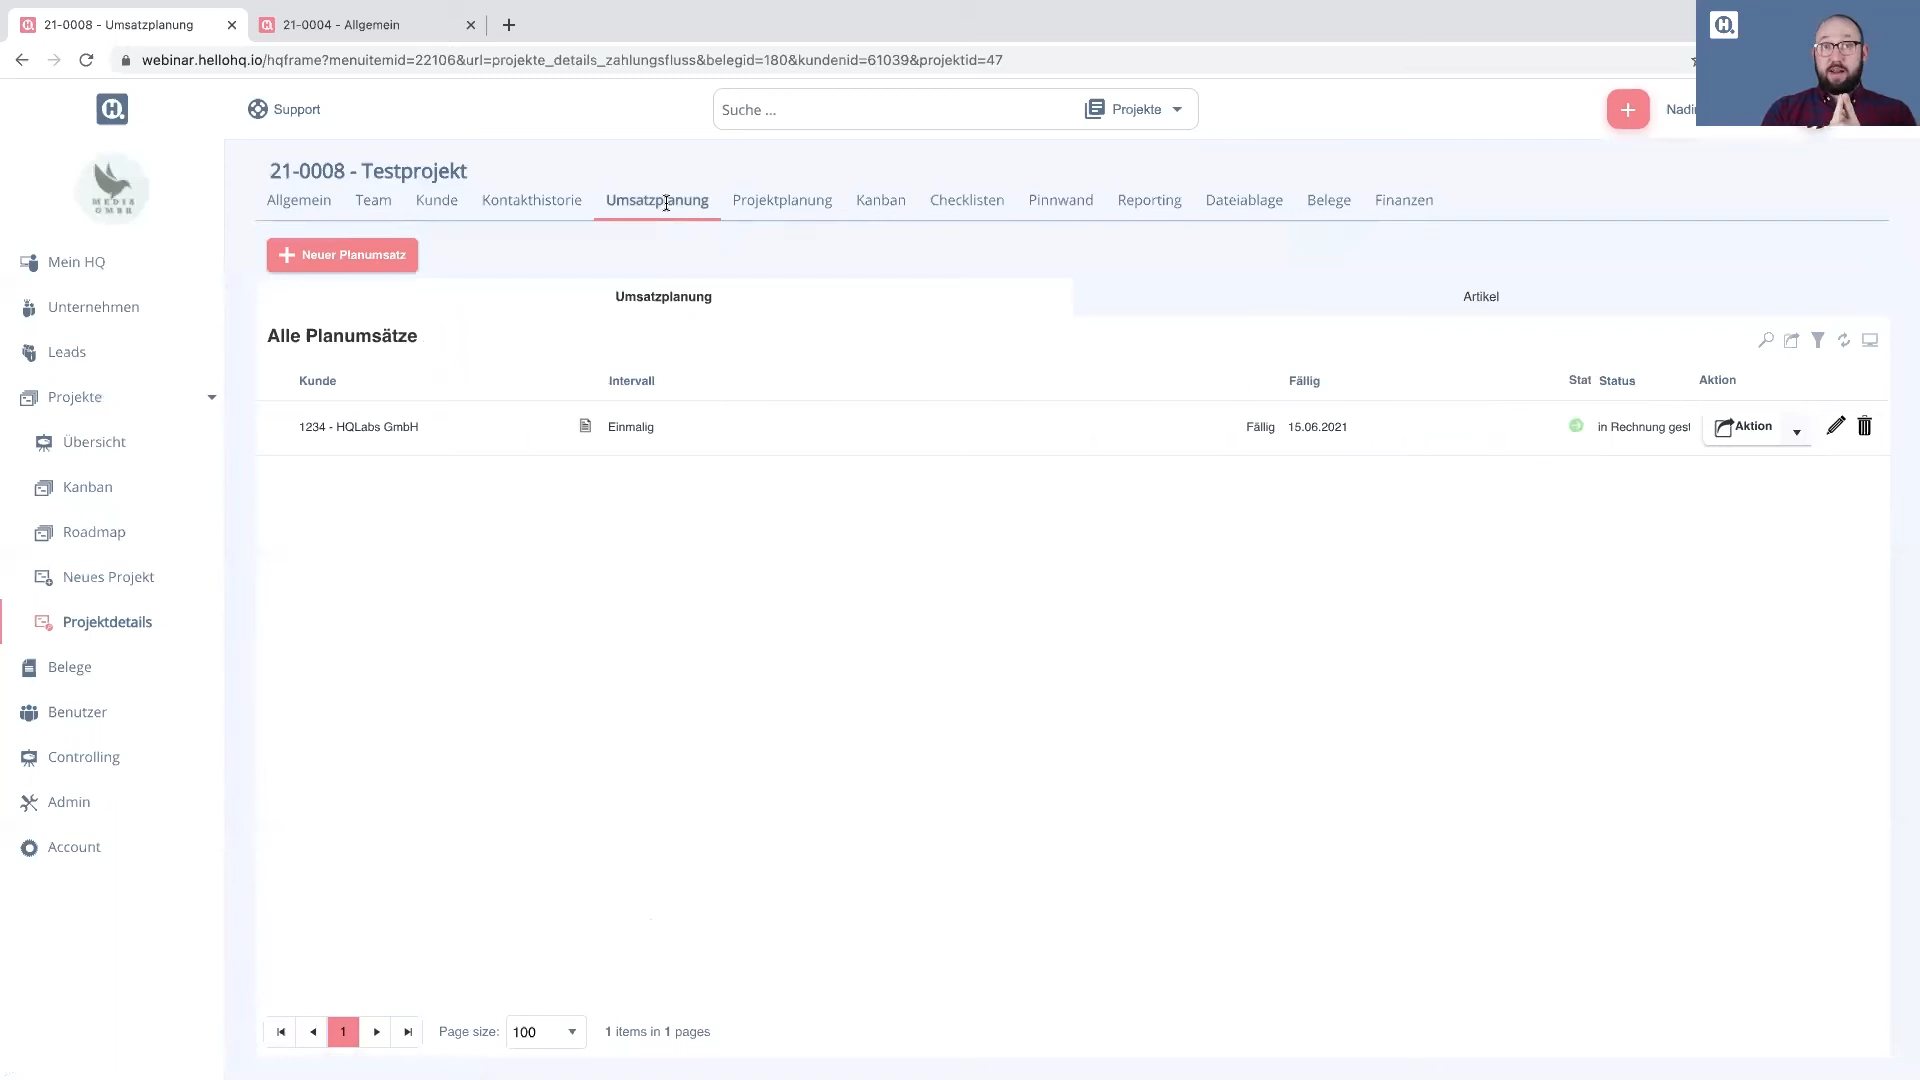 21-0008 - Umsatzplanung
21-0004 - Allgemein
webinar.hellohq.io/hqframe?menuitemid=22106&url=projekte_details_zahlungsfluss&belegid=180&kundenid=61039&projektid=47
Support
Suche ...
Projekte
MEDIA
GMBH
21-0008 - Testprojekt
Allgemein Team Kunde Kontakthistorie Umsatzplanung Projektplanung Kanban Checklisten Pinnwand Reporting Dateiablage Belege Finanzen
Neuer Planumsatz
Umsatzplanung Artikel
Alle Planumsätze
Kunde Intervall Fällig Stat Status Aktion
1234 - HQLabs GmbH Einmalig Fällig 15.06.2021 in Rechnung gest Aktion
Mein HQ
Unternehmen
Leads
Projekte
Übersicht
Kanban
Roadmap
Neues Projekt
Projektdetails
Belege
Benutzer
Controlling
Admin
Account
1
Page size: 100
1 items in 1 pages